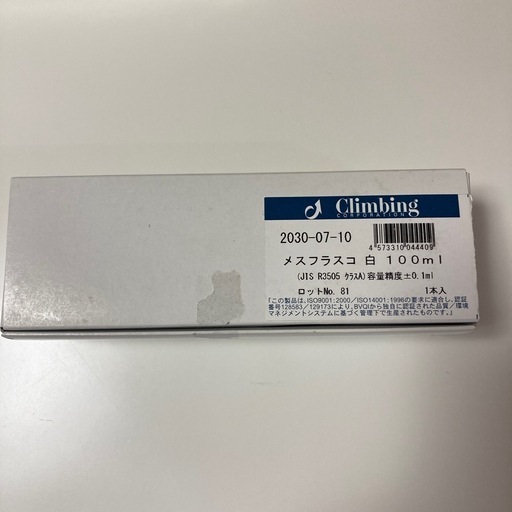 Climbing
CORPORATION
2030-07-10
4573310044409
メスフラスコ 白 100ml
(JIS R3505 クラスA)容量精度±0.1ml
ロットNo. 81 1本入
「この製品は、ISO9001:2000／ISO14001:1996の要求に適合し、認証
番号128583／129173により、BVQIから独自に認証された品質／環境
マネジメントシステムに基づく管理下で生産されたものです。」